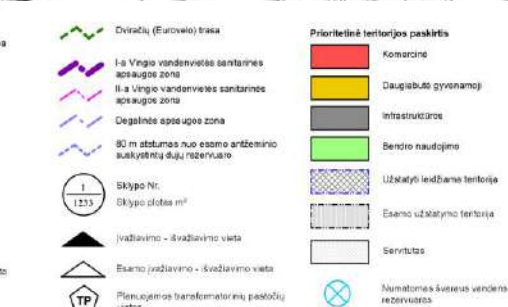 Dviračių (Eurovelo) trasa
I-a Vingio vandenvietės sanitarinės
apsaugos zona
II-a Vingio vandenvietės sanitarinės
apsaugos zona
Degalinės apsaugos zona
80 m atstumas nuo esamo antžeminio
suskystintų dujų rezervuaro
1
1233
Sklypo Nr.
Sklypo plotas m²
Įvažiavimo - išvažiavimo vieta
Esamo įvažiavimo - išvažiavimo vieta
TP
Planuojamos transformatorinių pastočių
Prioritetinė teritorijos paskirtis
Komercinė
Daugiabutė gyvenamoji
Infrastruktūros
Bendro naudojimo
Užstatyti leidžiama teritorija
Esamo užstatymo teritorija
Servitutas
Numatomas švaraus vandens
rezervuaras